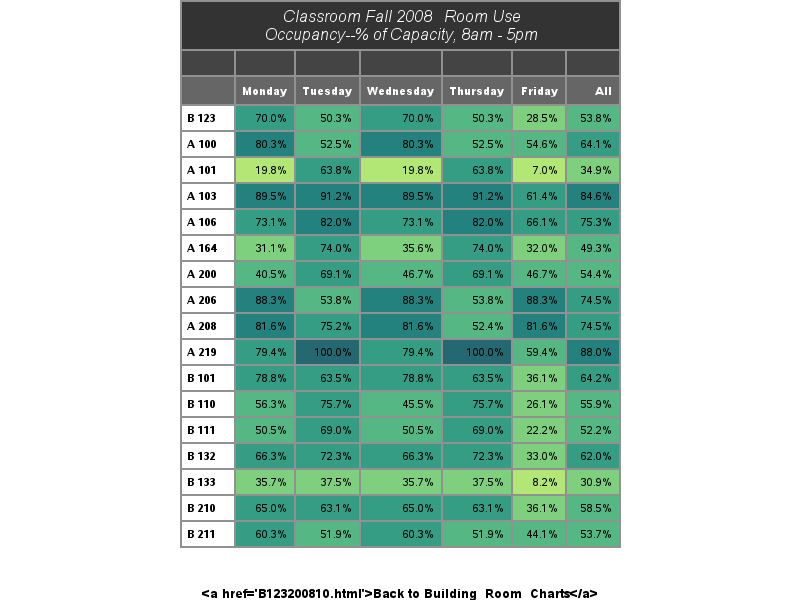 Classroom Fall 2008 Room Use
Occupancy--% of Capacity, 8am - 5pm
Monday Tuesday Wednesday Thursday Friday All
B 123 70.0% 50.3% 70.0% 50.3% 28.5% 53.8%
A 100 80.3% 52.5% 80.3% 52.5% 54.6% 64.1%
A 101 19.8% 63.8% 19.8% 63.8% 7.0% 34.9%
A 103 89.5% 91.2% 89.5% 91.2% 61.4% 84.6%
A 106 73.1% 82.0% 73.1% 82.0% 66.1% 75.3%
A 164 31.1% 74.0% 35.6% 74.0% 32.0% 49.3%
A 200 40.5% 69.1% 46.7% 69.1% 46.7% 54.4%
A 206 88.3% 53.8% 88.3% 53.8% 88.3% 74.5%
A 208 81.6% 75.2% 81.6% 52.4% 81.6% 74.5%
A 219 79.4% 100.0% 79.4% 100.0% 59.4% 88.0%
B 101 78.8% 63.5% 78.8% 63.5% 36.1% 64.2%
B 110 56.3% 75.7% 45.5% 75.7% 26.1% 55.9%
B 111 50.5% 69.0% 50.5% 69.0% 22.2% 52.2%
B 132 66.3% 72.3% 66.3% 72.3% 33.0% 62.0%
B 133 35.7% 37.5% 35.7% 37.5% 8.2% 30.9%
B 210 65.0% 63.1% 65.0% 63.1% 36.1% 58.5%
B 211 60.3% 51.9% 60.3% 51.9% 44.1% 53.7%
<a href='B123200810.html'>Back to Building Room Charts</a>